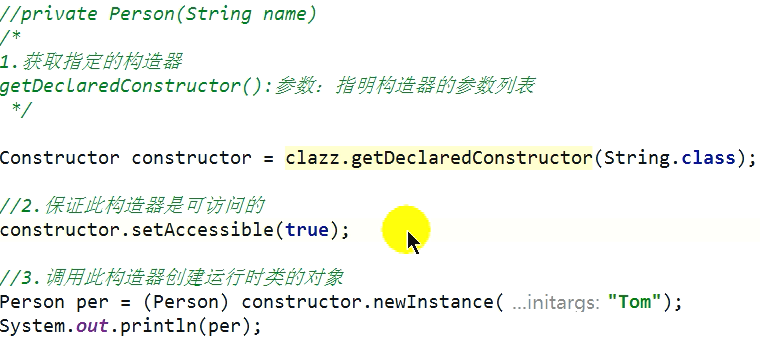 //private Person(String name)
/*
1.获取指定的构造器
getDeclaredConstructor():参数：指明构造器的参数列表
*/
Constructor constructor = clazz.getDeclaredConstructor(String.class);
//2.保证此构造器是可访问的
constructor.setAccessible(true);
//3.调用此构造器创建运行时类的对象
Person per = (Person) constructor.newInstance( ...initargs: "Tom");
System.out.println(per);